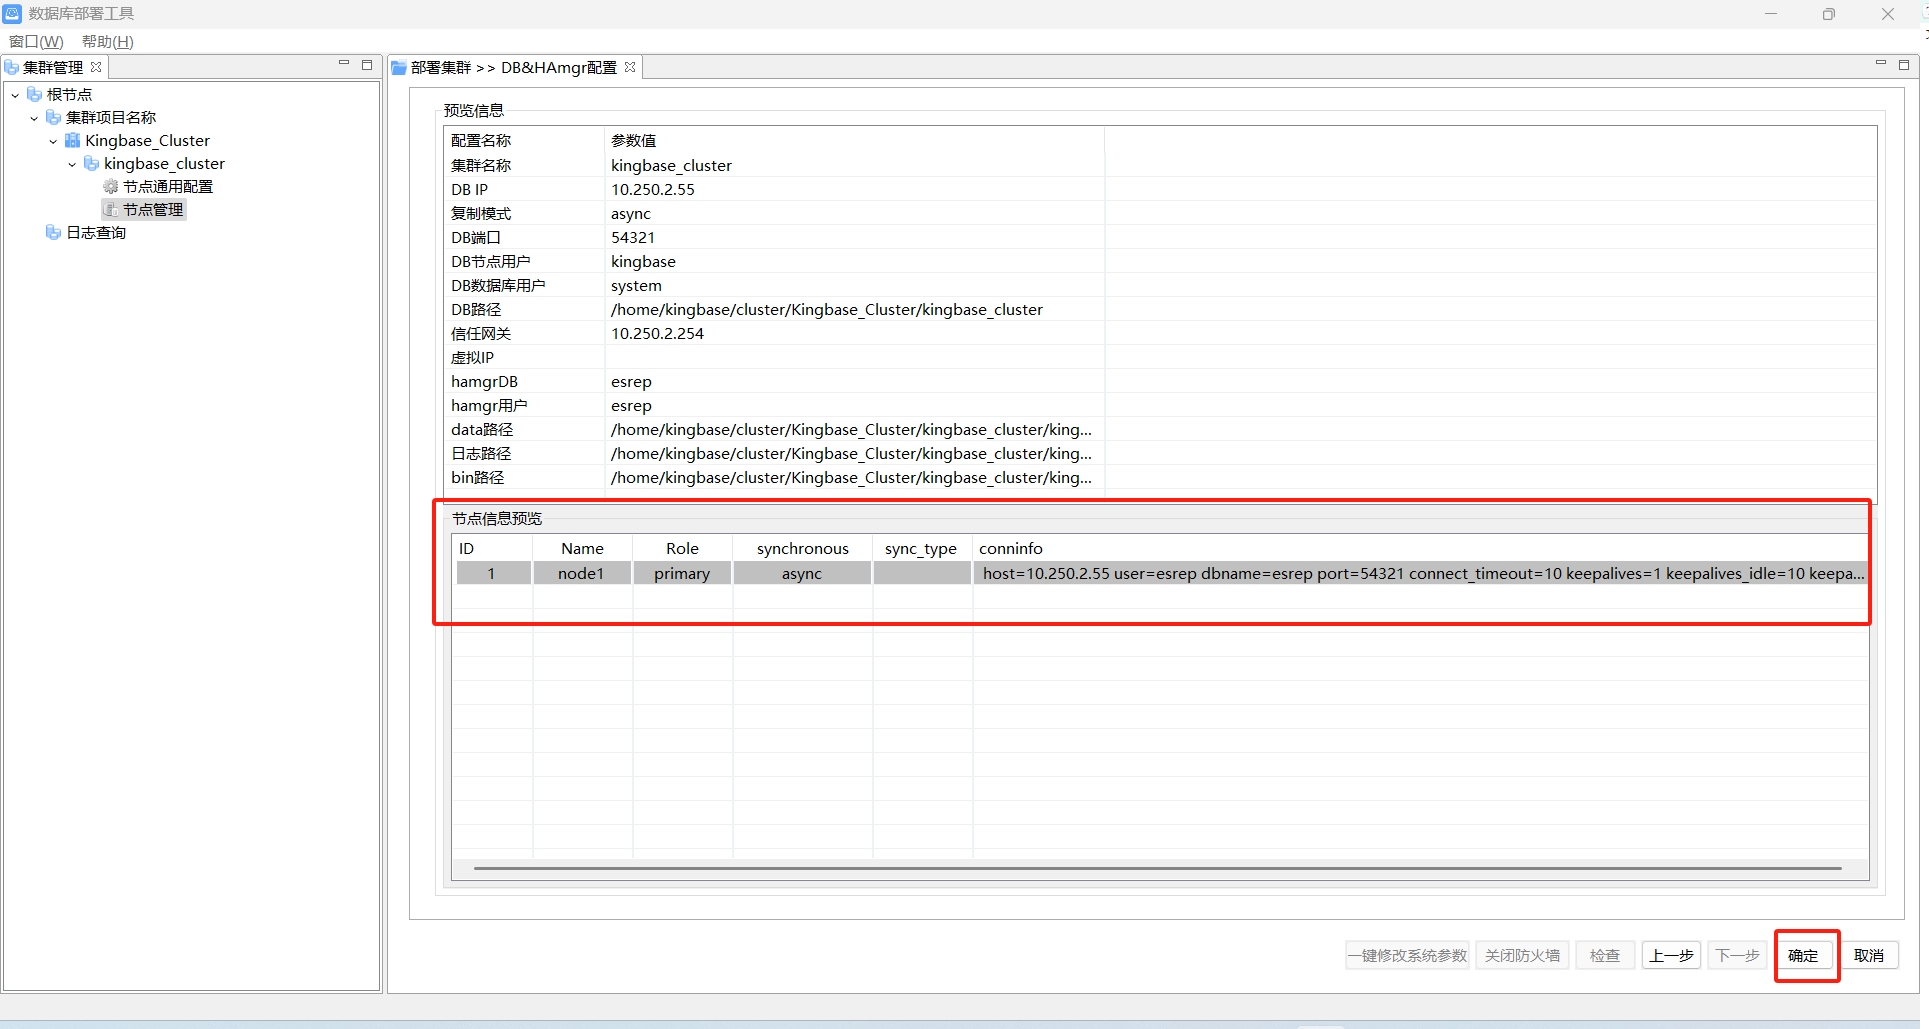 数据库部署工具
窗口(W) 帮助(H)
集群管理
根节点
集群项目名称
Kingbase_Cluster
kingbase_cluster
节点通用配置
节点管理
日志查询
部署集群 >> DB&HAmgr配置
预览信息
配置名称 参数值
集群名称 kingbase_cluster
DB IP 10.250.2.55
复制模式 async
DB端口 54321
DB节点用户 kingbase
DB数据库用户 system
DB路径 /home/kingbase/cluster/Kingbase_Cluster/kingbase_cluster
信任网关 10.250.2.254
虚拟IP
hamgrDB esrep
hamgr用户 esrep
data路径 /home/kingbase/cluster/Kingbase_Cluster/kingbase_cluster/king...
日志路径 /home/kingbase/cluster/Kingbase_Cluster/kingbase_cluster/king...
bin路径 /home/kingbase/cluster/Kingbase_Cluster/kingbase_cluster/king...
节点信息预览
ID Name Role synchronous sync_type conninfo
1 node1 primary async host=10.250.2.55 user=esrep dbname=esrep port=54321 connect_timeout=10 keepalives=1 keepalives_idle=10 keepa...
一键修改系统参数 关闭防火墙 检查 上一步 下一步 确定 取消